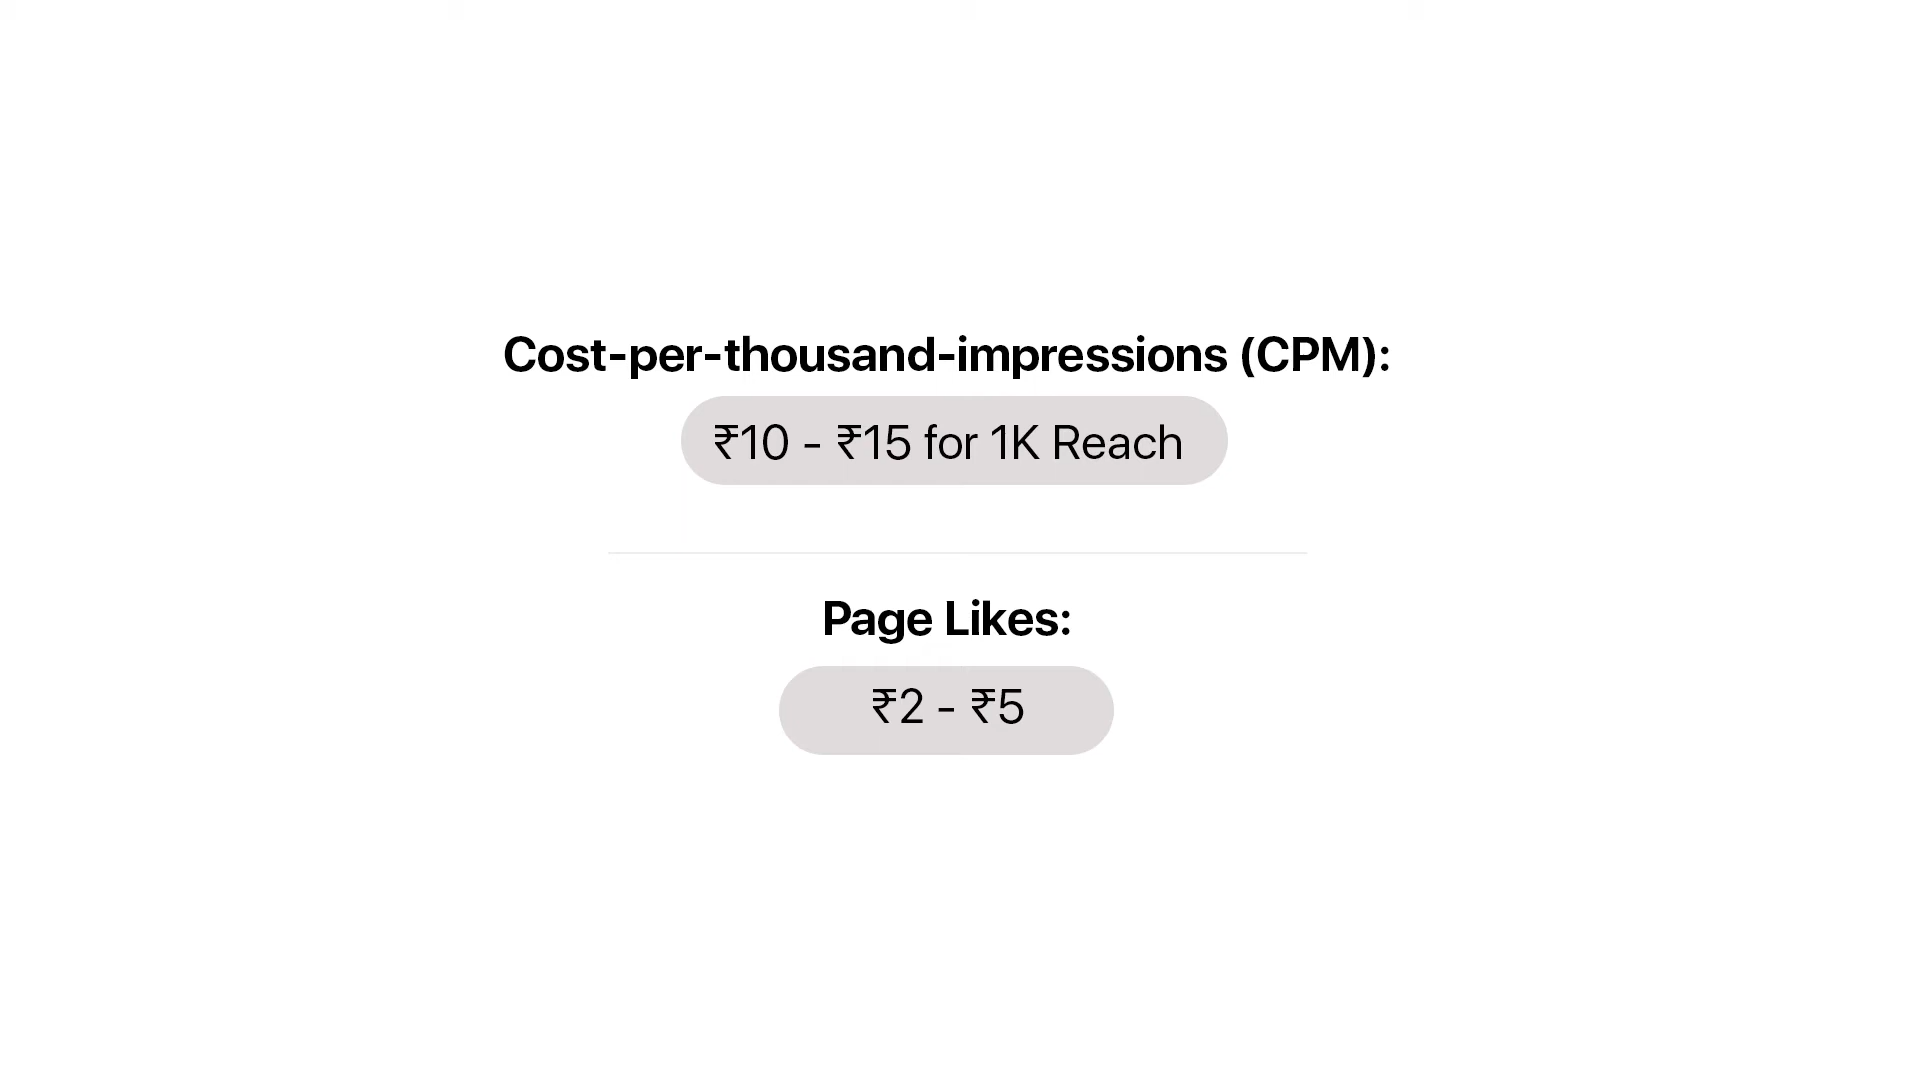 Cost-per-thousand-impressions (CPM):
₹10 - ₹15 for 1K Reach
Page Likes:
₹2 - ₹5